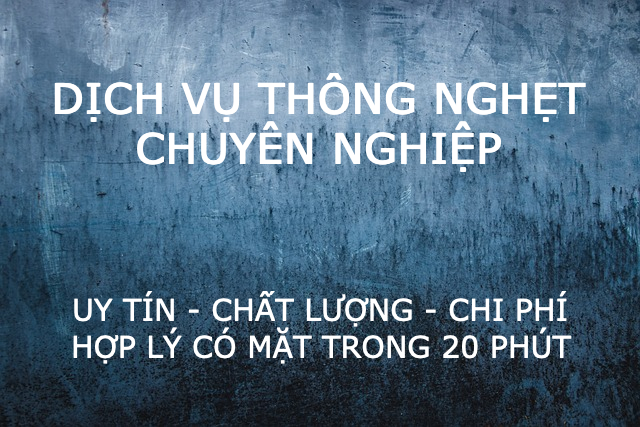 DỊCH VỤ THÔNG NGHẸT
CHUYÊN NGHIỆP
UY TÍN - CHẤT LƯỢNG - CHI PHÍ
HỢP LÝ CÓ MẶT TRONG 20 PHÚT